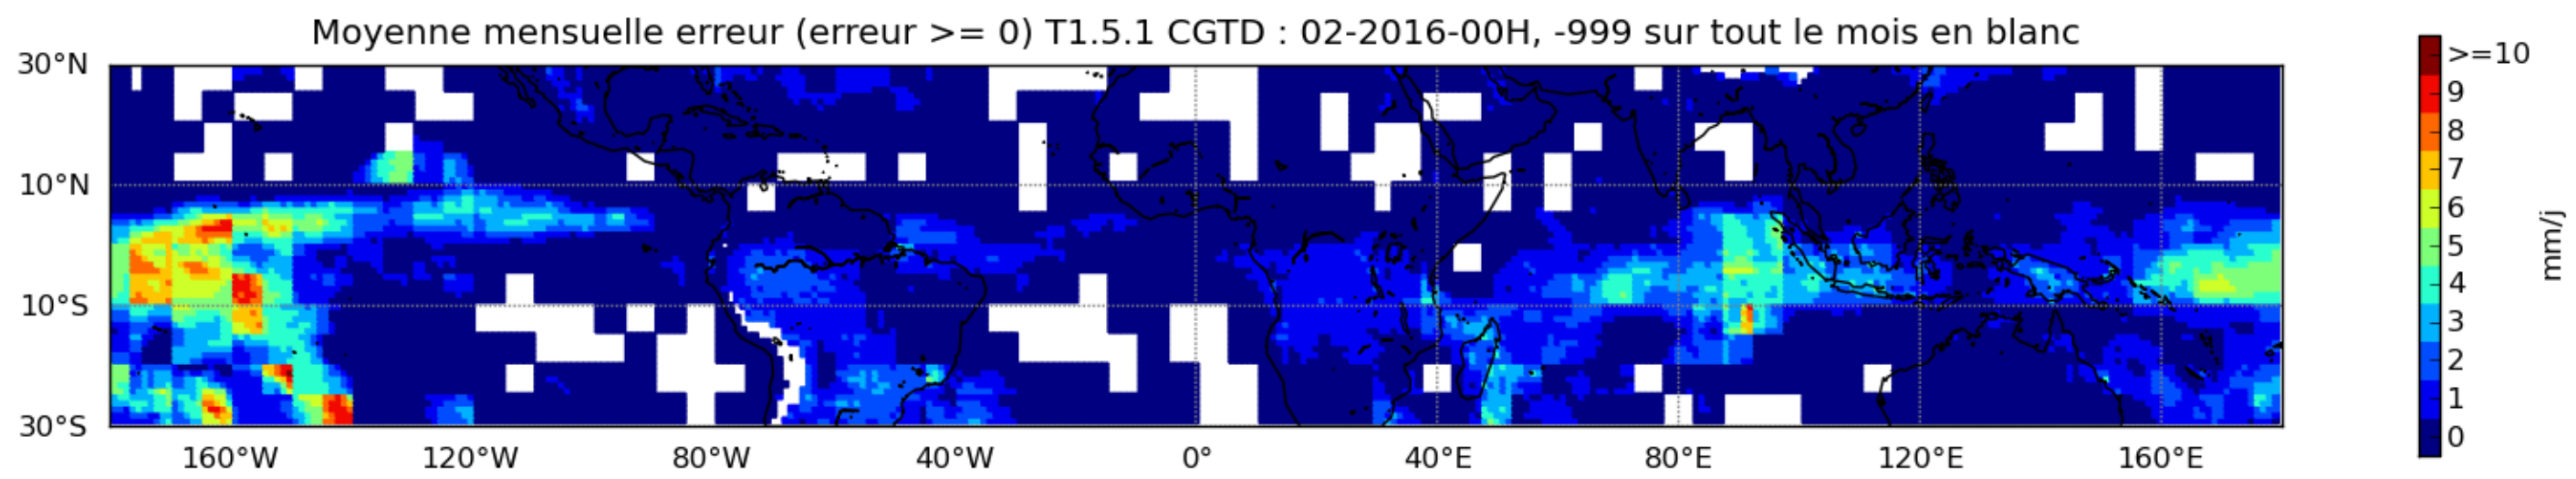 Moyenne mensuelle erreur (erreur >= 0) T1.5.1 CGTD : 02-2016-00H, -999 sur tout le mois en blanc
30°N
10°N
10°S
30°S
160°W 120°W 80°W 40°W 0° 40°E 80°E 120°E 160°E
>=10
9
8
7
6
5
4
3
2
1
0
mm/j